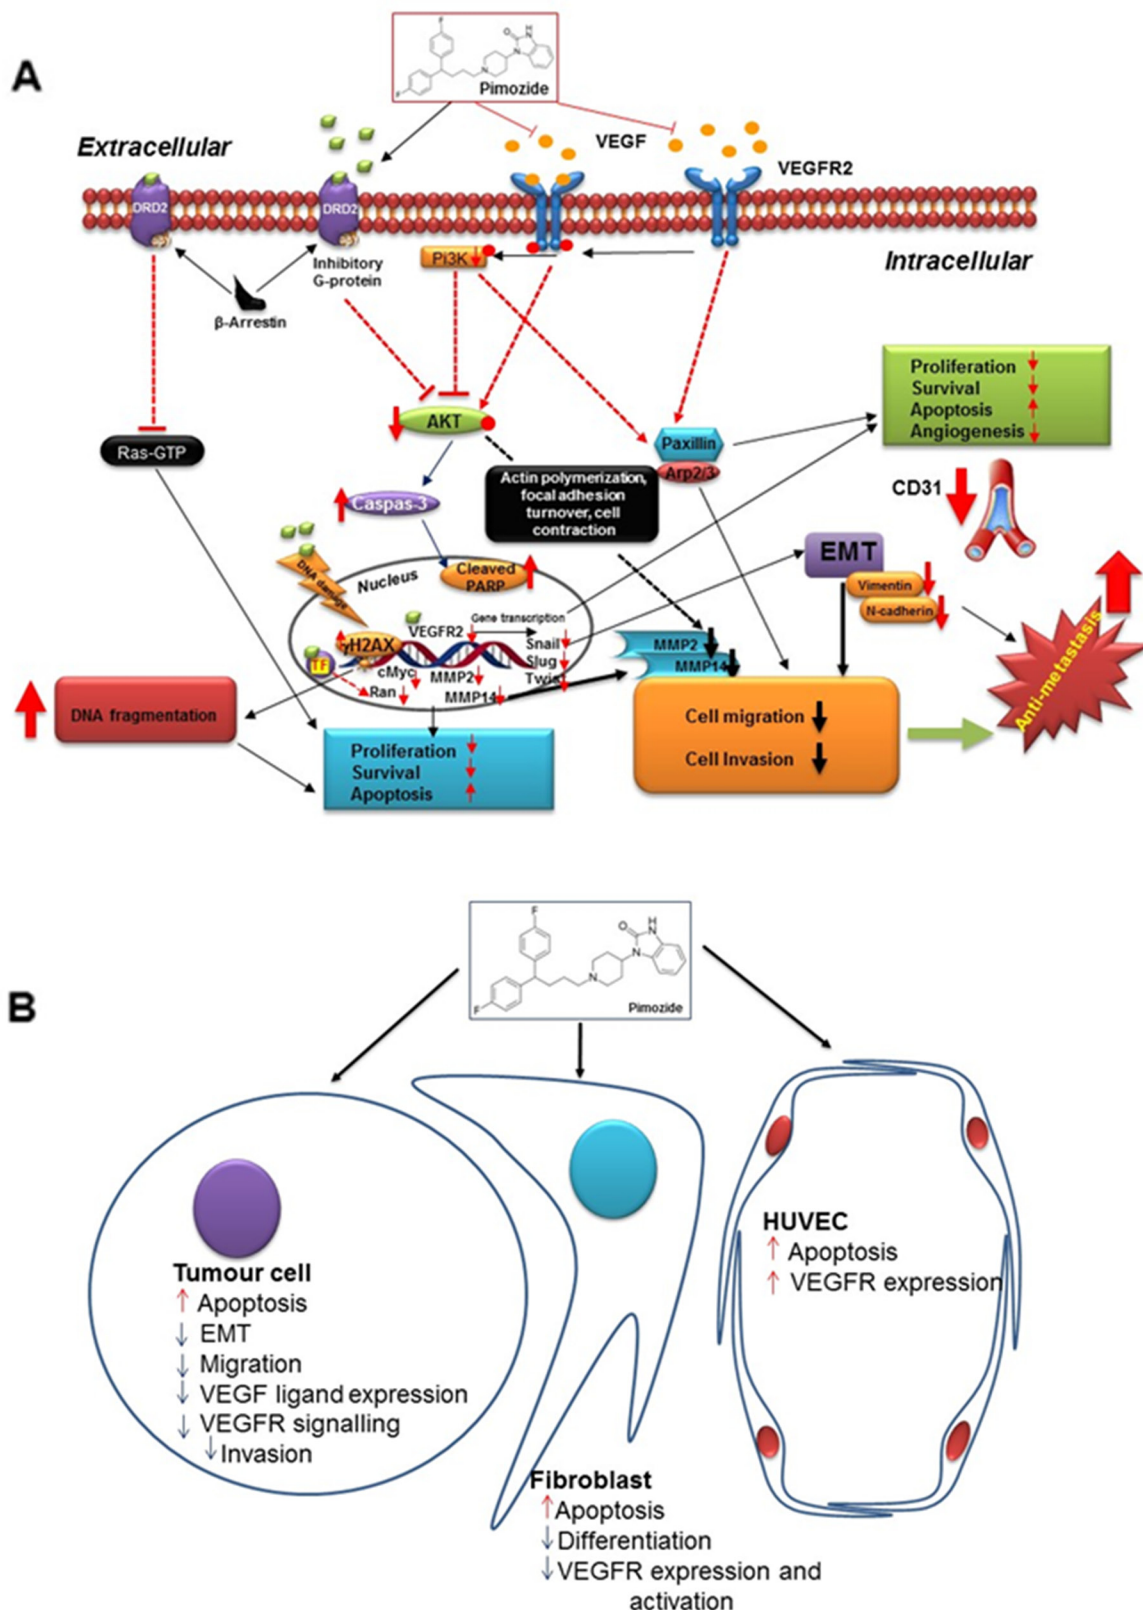 A
F
F
N
N
H
N
O
Pimozide
Extracellular
VEGF
VEGFR2
DRD2
DRD2
αβγ
αβγ
Intracellular
Pi3K
Inhibitory
G-protein
β-Arrestin
Proliferation
Survival
Apoptosis
Angiogenesis
AKT
Ras-GTP
Paxillin
Arp2/3
Actin polymerization,
focal adhesion
turnover, cell
contraction
CD31
Caspas-3
EMT
Vimentin
N-cadherin
DNA damage
Nucleus
Cleaved
PARP
Gene transcription
VEGFR2
γH2AX
Snail
Slug
Twist
TF
cMyc
Ran
MMP2
MMP14
MMP2
MMP14
Anti-metastasis
DNA fragmentation
Cell migration
Cell Invasion
Proliferation
Survival
Apoptosis
B
F
F
N
N
H
N
O
Pimozide
Tumour cell
↑ Apoptosis
↓ EMT
↓ Migration
↓ VEGF ligand expression
↓ VEGFR signalling
↓ Invasion
Fibroblast
↑ Apoptosis
↓ Differentiation
↓ VEGFR expression and
activation
HUVEC
↑ Apoptosis
↑ VEGFR expression